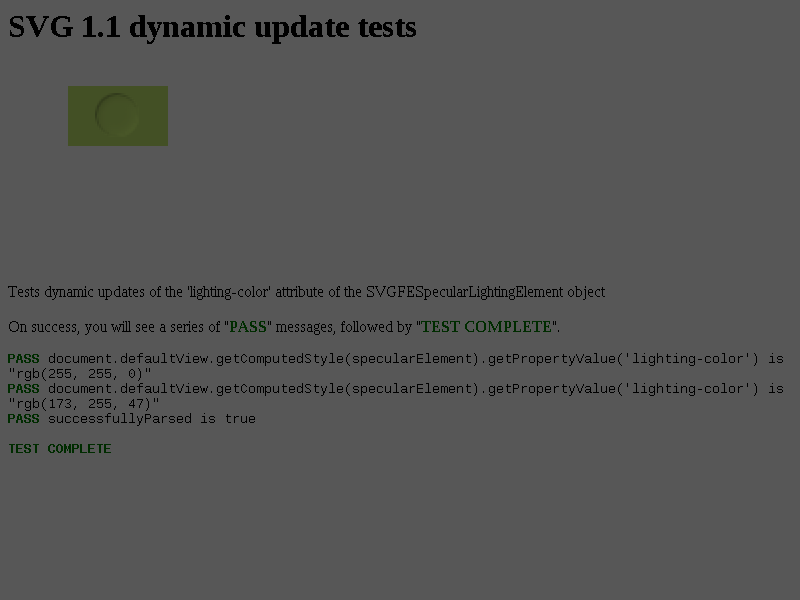 SVG 1.1 dynamic update tests
Tests dynamic updates of the 'lighting-color' attribute of the SVGFESpecularLightingElement object
On success, you will see a series of "PASS" messages, followed by "TEST COMPLETE".
PASS document.defaultView.getComputedStyle(specularElement).getPropertyValue('lighting-color') is
"rgb(255, 255, 0)"
PASS document.defaultView.getComputedStyle(specularElement).getPropertyValue('lighting-color') is
"rgb(173, 255, 47)"
PASS successfullyParsed is true
TEST COMPLETE